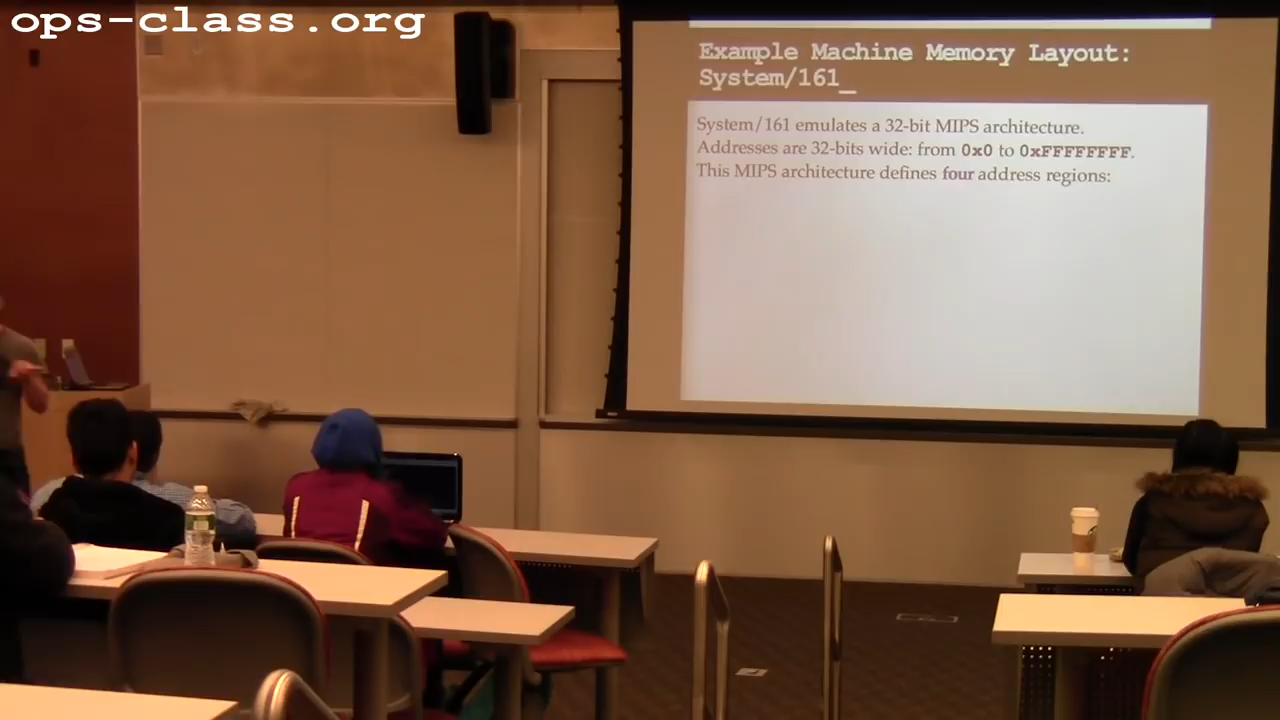 ops-class.org
Example Machine Memory Layout:
System/161_
System/161 emulates a 32-bit MIPS architecture.
Addresses are 32-bits wide: from 0x0 to 0xFFFFFFFF.
This MIPS architecture defines four address regions: